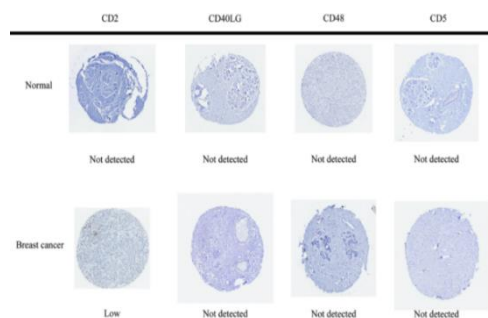 CD2 CD40LG CD48 CD5
Normal
Not detected Not detected Not detected Not detected
Breast cancer
Low Not detected Not detected Not detected